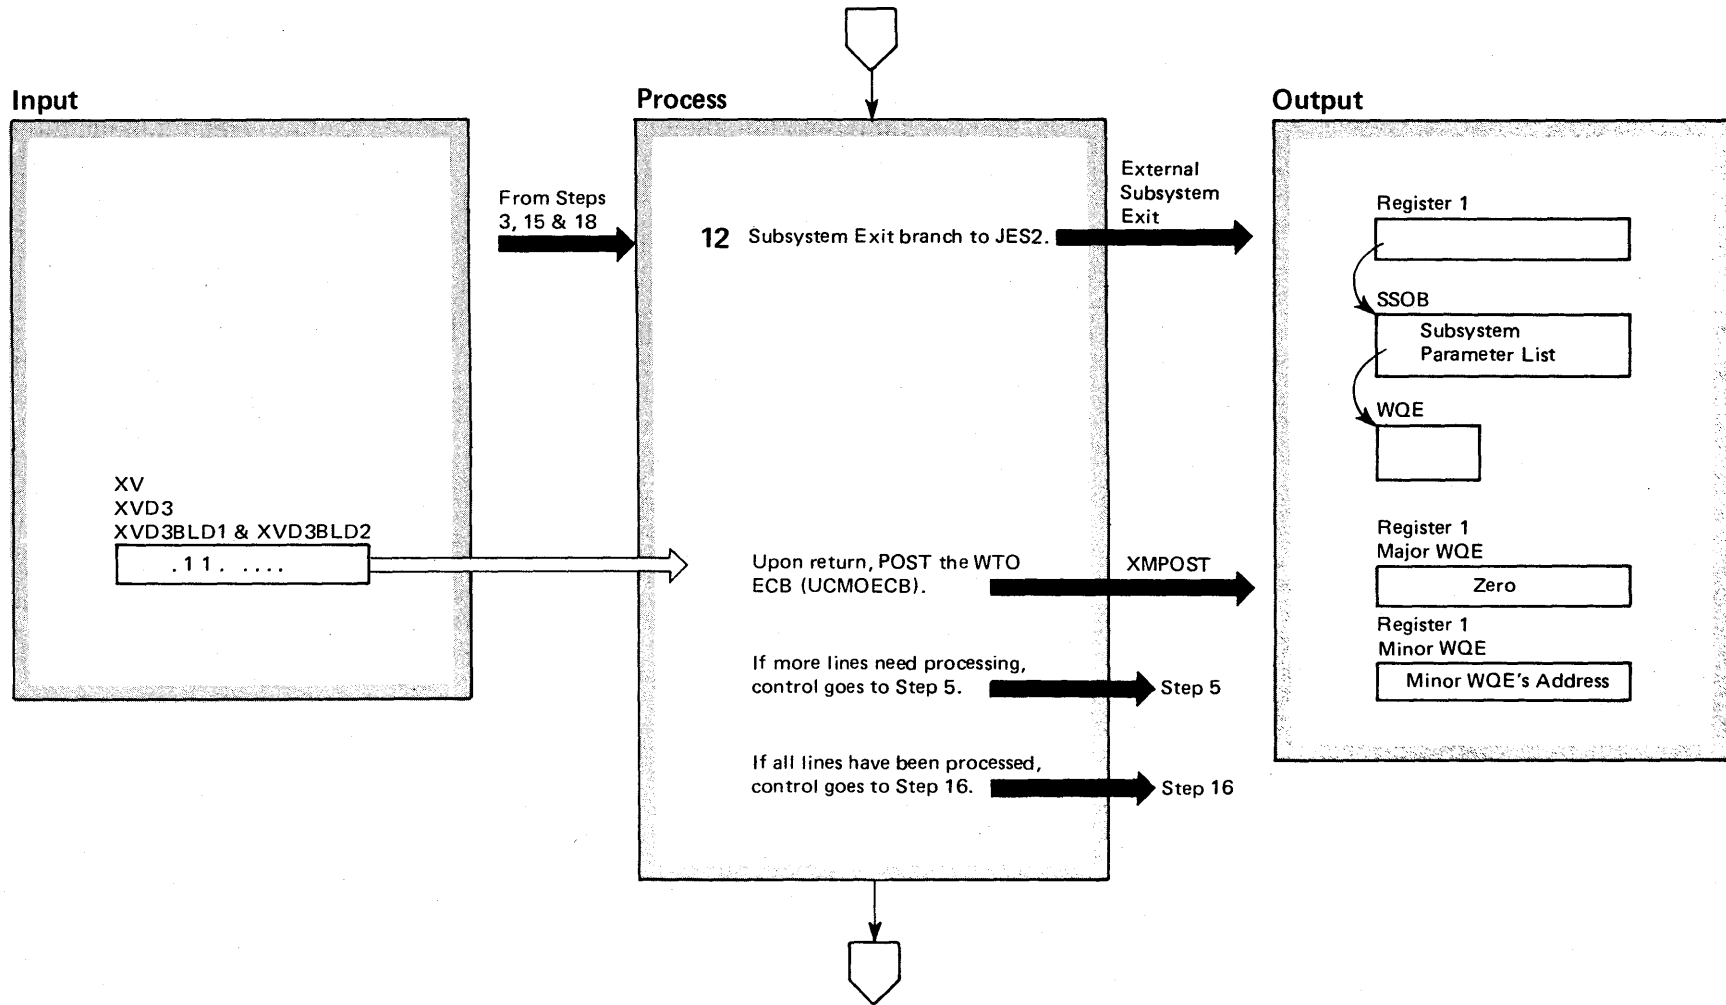 Input
Process
Output
From Steps
3, 15 & 18
12 Subsystem Exit branch to JES2.
External
Subsystem
Exit
Register 1
SSOB
Subsystem
Parameter List
WQE
XV
XVD3
XVD3BLD1 & XVD3BLD2
.11. ....
Upon return, POST the WTO
ECB (UCMOECB).
XMPOST
Register 1
Major WQE
Zero
Register 1
Minor WQE
Minor WQE's Address
If more lines need processing,
control goes to Step 5.
Step 5
If all lines have been processed,
control goes to Step 16.
Step 16